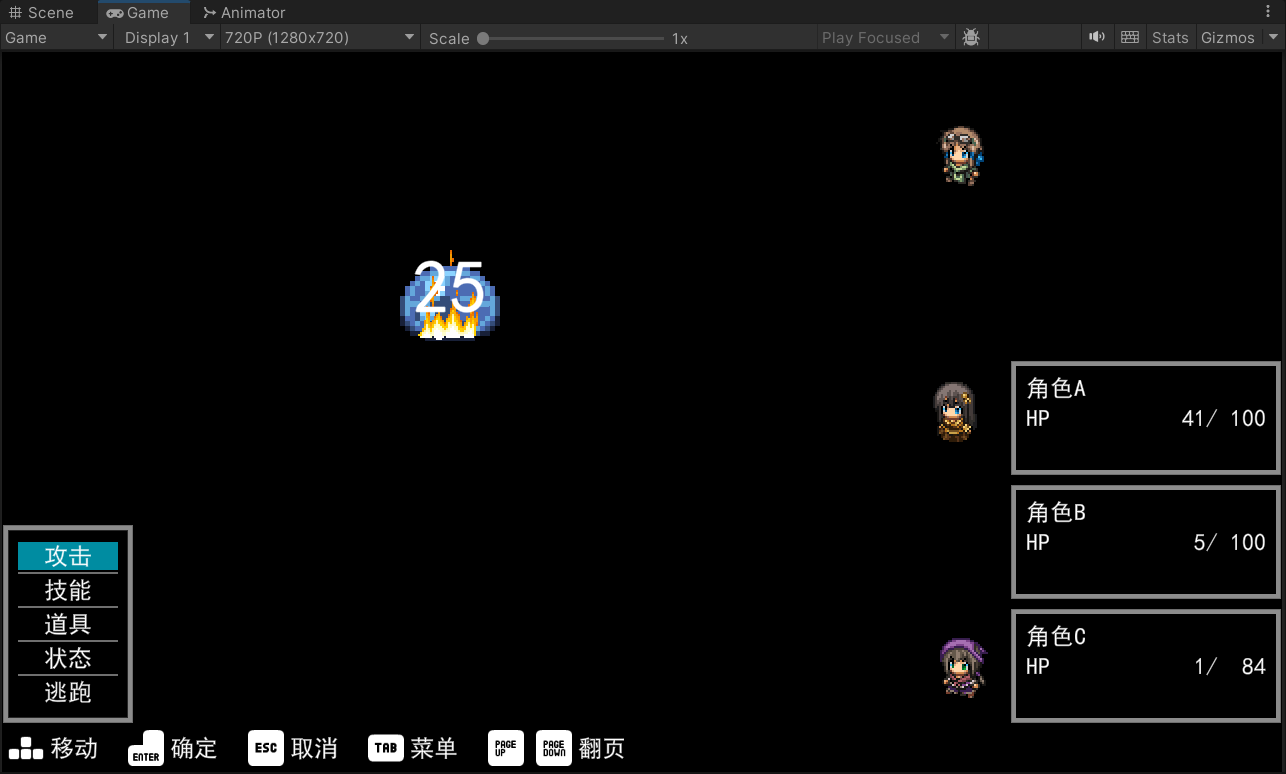 Scene Game Animator
Game Display 1 720P (1280x720) Scale 1x Play Focused Stats Gizmos
25
角色A
HP 41/ 100
角色B
HP 5/ 100
角色C
HP 1/ 84
攻击
技能
道具
状态
逃跑
移动 ENTER 确定 ESC 取消 TAB 菜单 PAGE UP PAGE DOWN 翻页